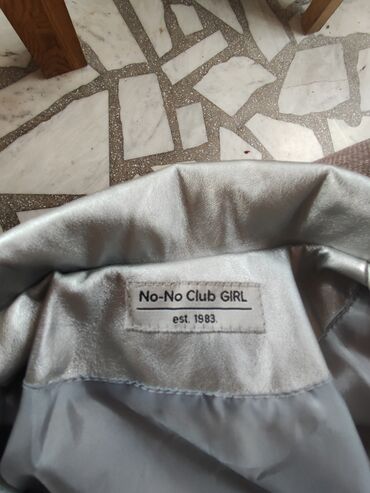 No-No Club GIRL
est. 1983.